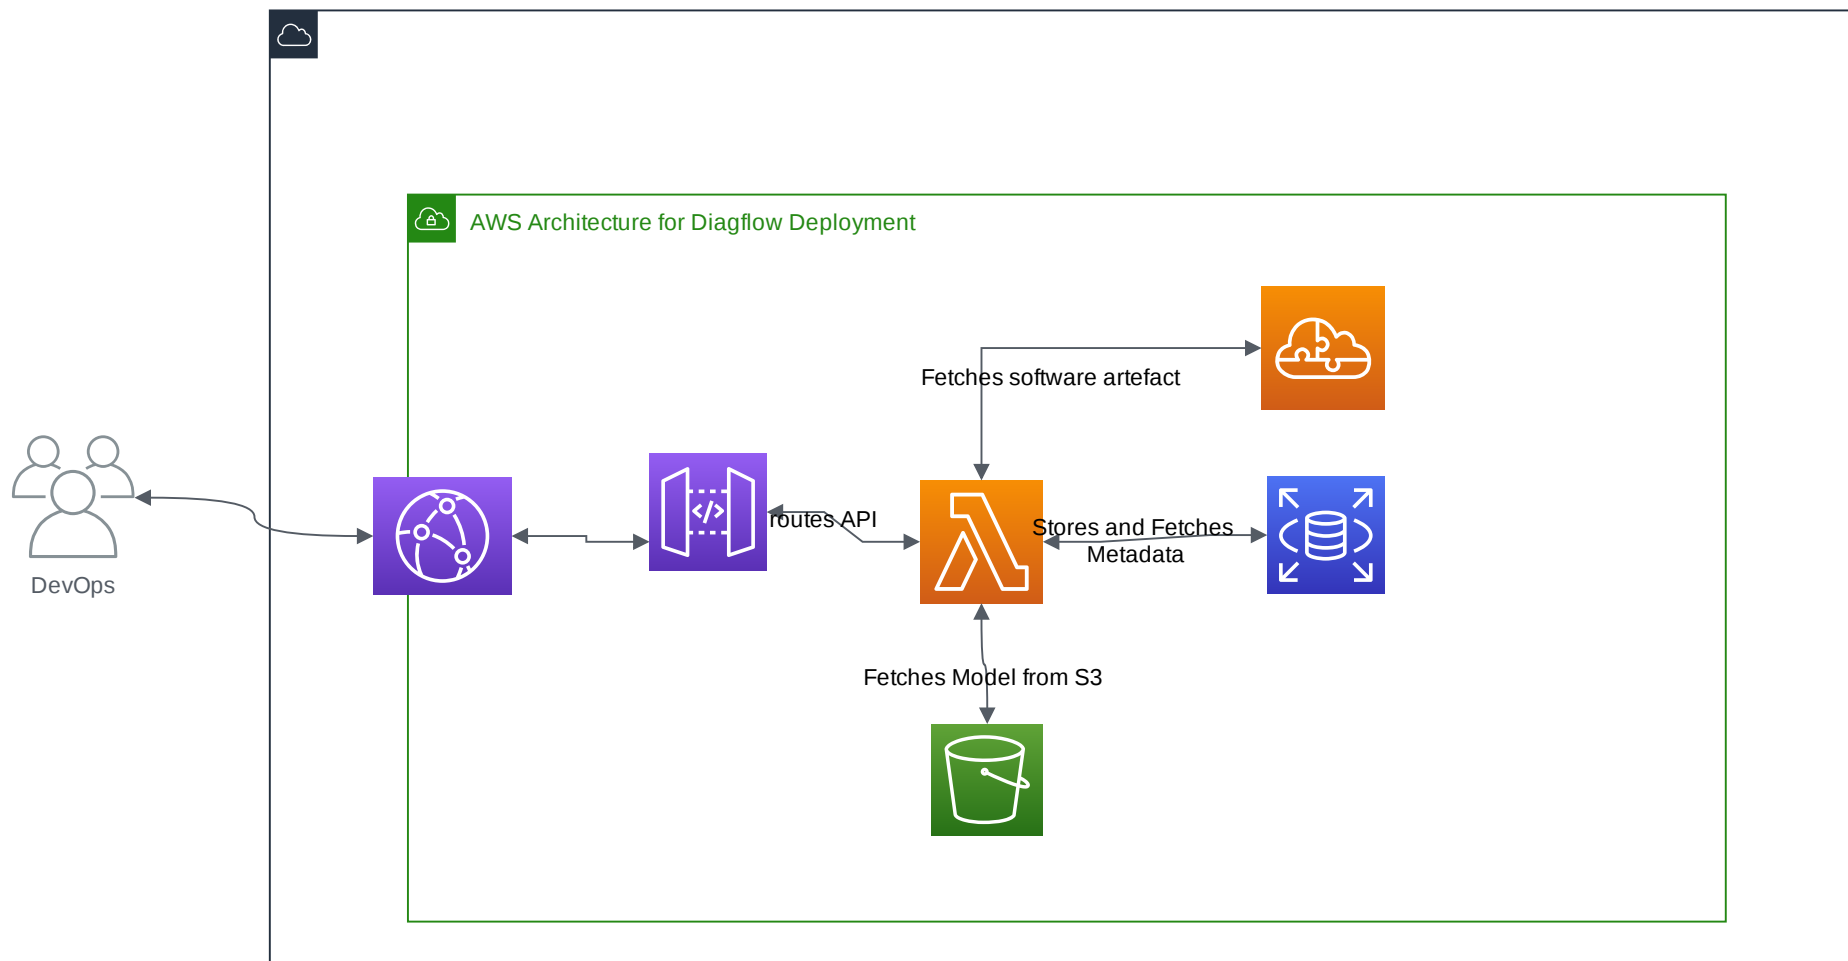 AWS Architecture for Diagflow Deployment
Fetches software artefact
routes API
Stores and Fetches
Metadata
DevOps
Fetches Model from S3